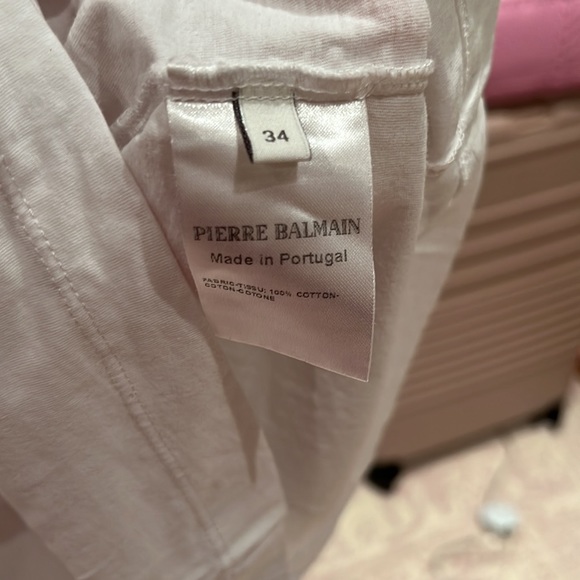 34
PIERRE BALMAIN
Made in Portugal
FABRIC/TISSU: 100% COTTON-
COTON-COTONE